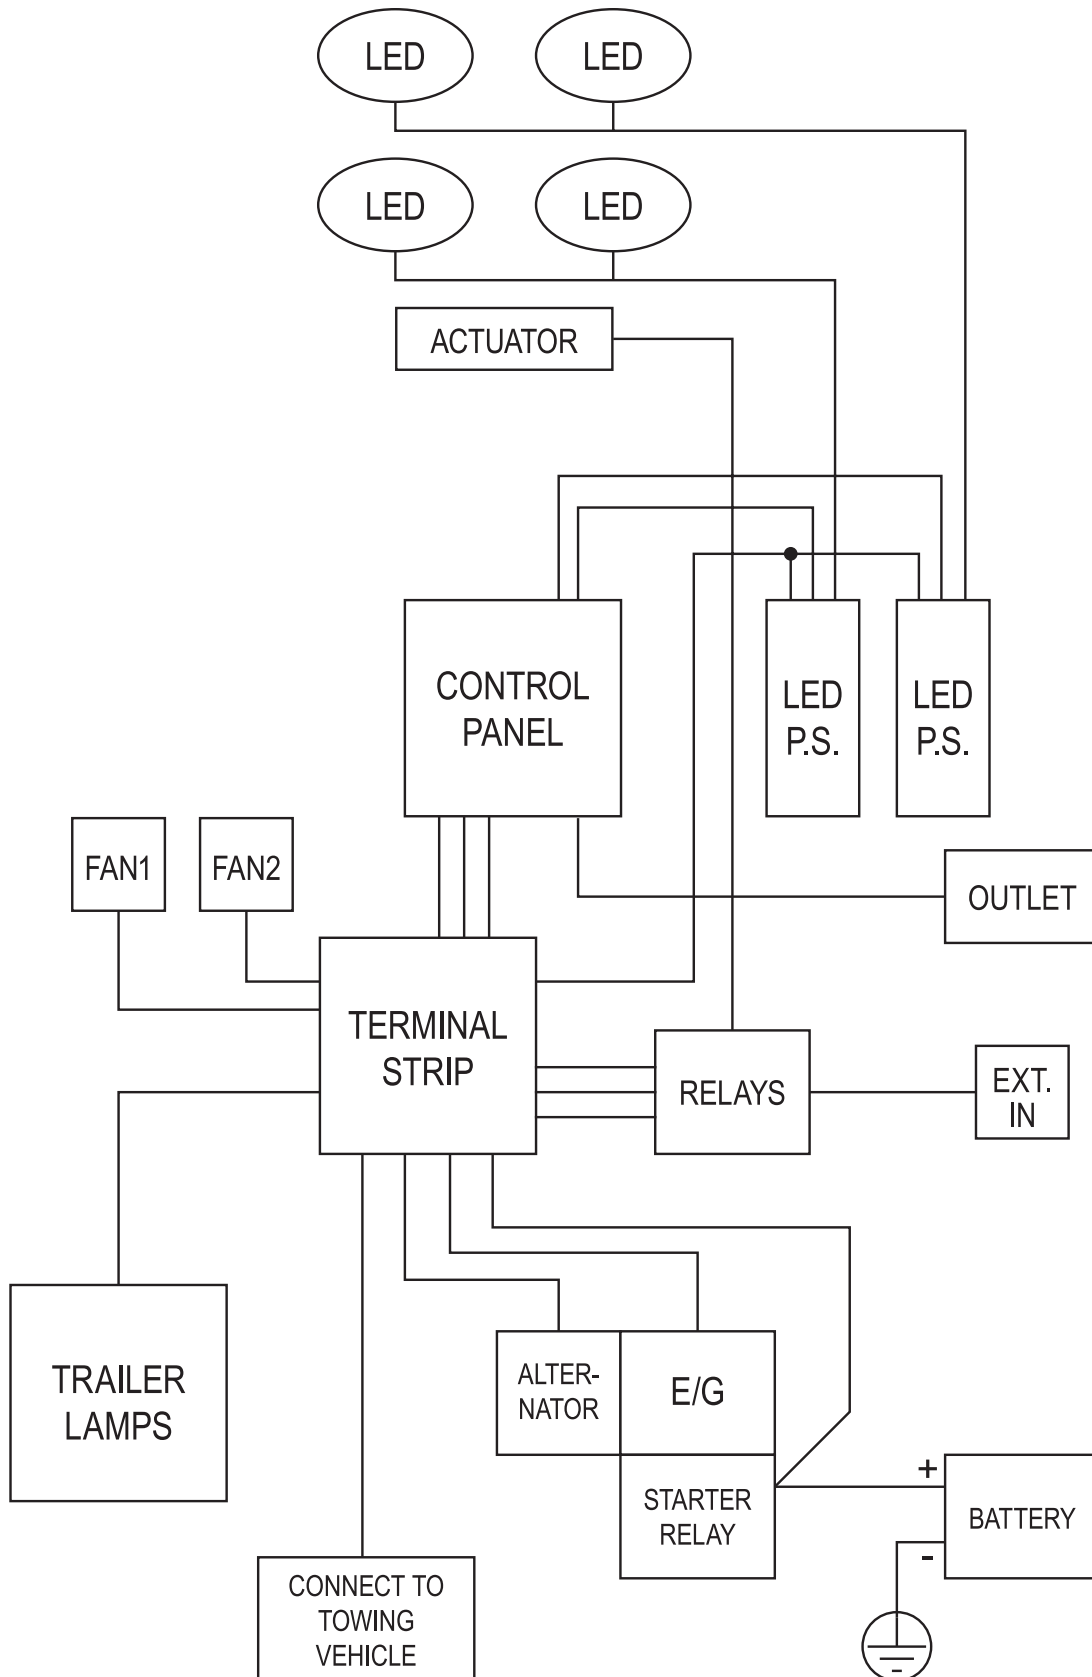 LED
LED
LED
LED
ACTUATOR
CONTROL
PANEL
LED
P.S.
LED
P.S.
FAN1
FAN2
OUTLET
TERMINAL
STRIP
RELAYS
EXT.
IN
TRAILER
LAMPS
ALTER-
NATOR
E/G
STARTER
RELAY
+
-
BATTERY
CONNECT TO
TOWING
VEHICLE